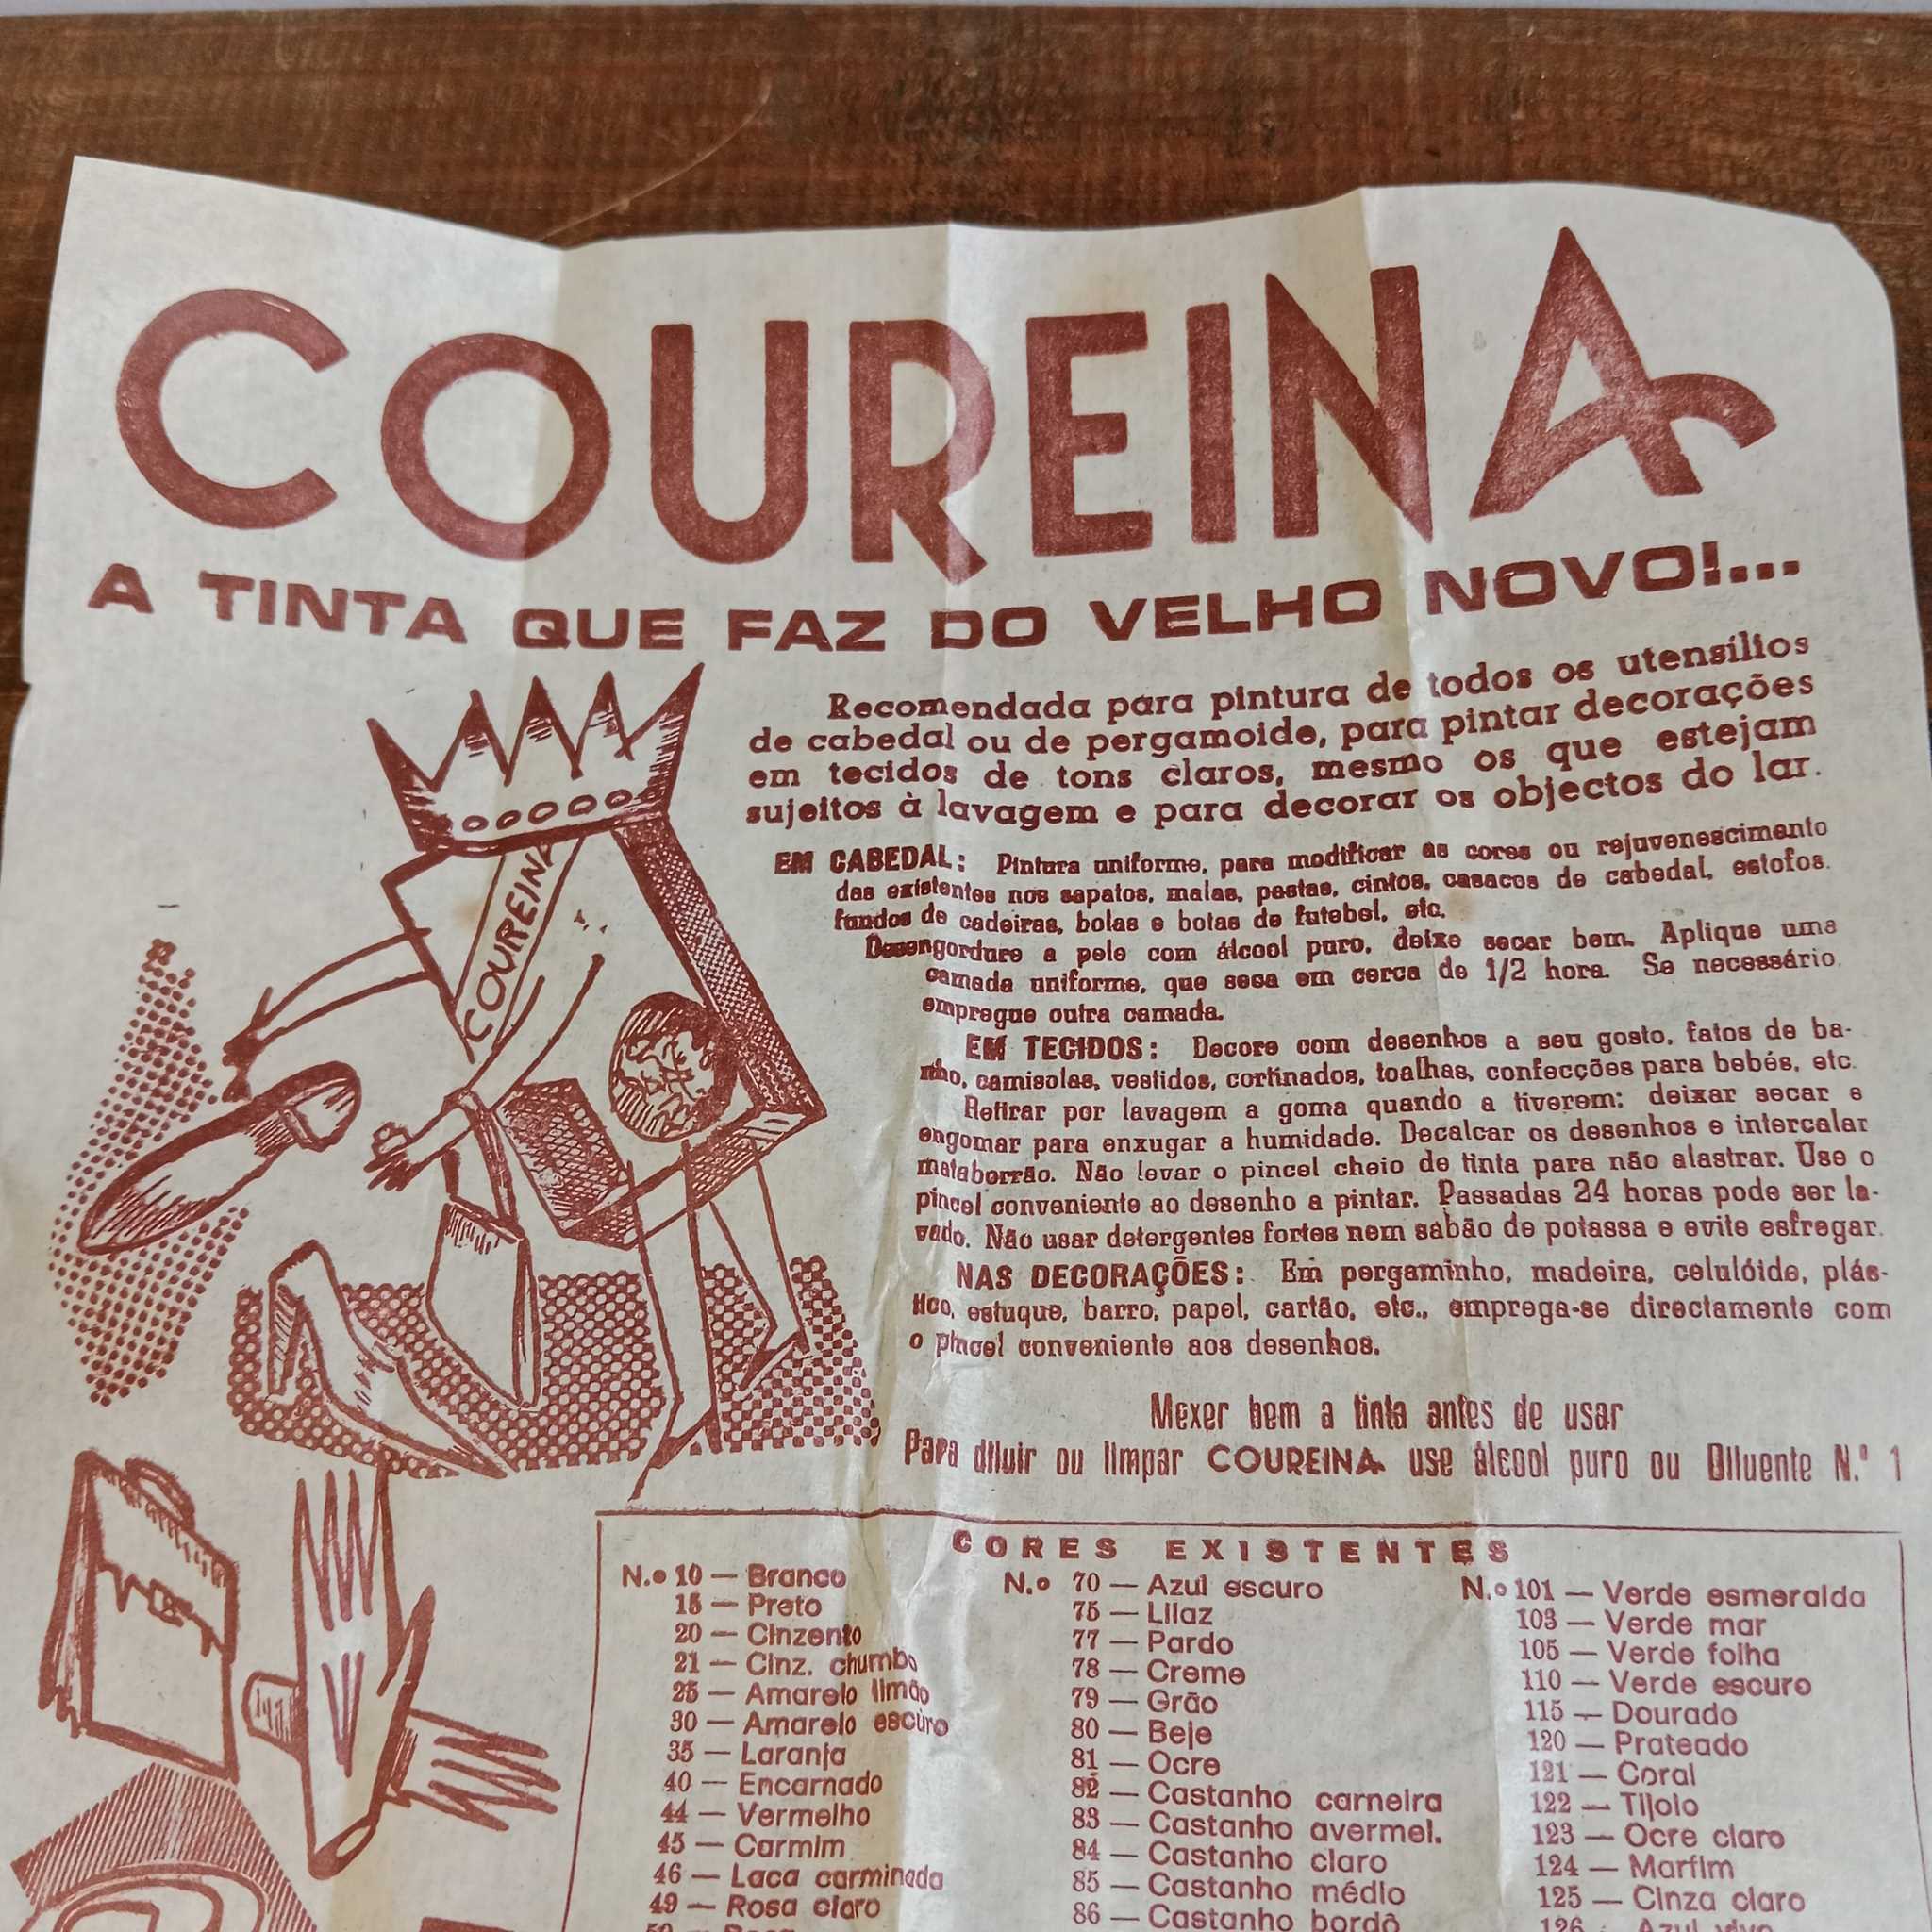 COUREINA
A TINTA QUE FAZ DO VELHO NOVO!...
Recomendada para pintura de todos os utensílios
de cabedal ou de pergamoide, para pintar decorações
em tecidos de tons claros, mesmo os que estejam
sujeitos à lavagem e para decorar os objectos do lar.
COUREINA
EM CABEDAL: Pintura uniforme, para modificar as cores ou rejuvenescimento
das existentes nos sapatos, malas, pastas, cintos, casacos de cabedal, estofos,
fundos de cadeiras, bolas e botas de futebol, etc.
Desengordure a pele com álcool puro, deixe secar bem. Aplique uma
camada uniforme, que seca em cerca de 1/2 hora. Se necessário,
empregue outra camada.
EM TECIDOS: Decore com desenhos a seu gosto, fatos de ba-
nho, camisolas, vestidos, cortinados, toalhas, confecções para bebés, etc.
Retirar por lavagem a goma quando a tiverem; deixar secar e
engomar para enxugar a humidade. Decalcar os desenhos e intercalar
mataborrão. Não levar o pincel cheio de tinta para não alastrar. Use o
pincel conveniente ao desenho a pintar. Passadas 24 horas pode ser la-
vado. Não usar detergentes fortes nem sabão de potassa e evite esfregar.
NAS DECORAÇÕES: Em pergaminho, madeira, celulóide, plás-
tico, estuque, barro, papel, cartão, etc., emprega-se directamente com
o pincel conveniente aos desenhos.
Mexer bem a tinta antes de usar
Para diluir ou limpar COUREINA use álcool puro ou Diluente N.º 1
CORES EXISTENTES
N.º 10 — Branco
15 — Preto
20 — Cinzento
21 — Cinz. chumbo
25 — Amarelo limão
30 — Amarelo escuro
35 — Laranja
40 — Encarnado
44 — Vermelho
45 — Carmim
46 — Laca carminada
49 — Rosa claro
N.º 70 — Azul escuro
75 — Lilaz
77 — Pardo
78 — Creme
79 — Grão
80 — Beje
81 — Ocre
82 — Castanho carneira
83 — Castanho avermel.
84 — Castanho claro
85 — Castanho médio
86 — Castanho bordô
N.º 101 — Verde esmeralda
103 — Verde mar
105 — Verde folha
110 — Verde escuro
115 — Dourado
120 — Prateado
121 — Coral
122 — Tijolo
123 — Ocre claro
124 — Marfim
125 — Cinza claro
126 — Azul vivo